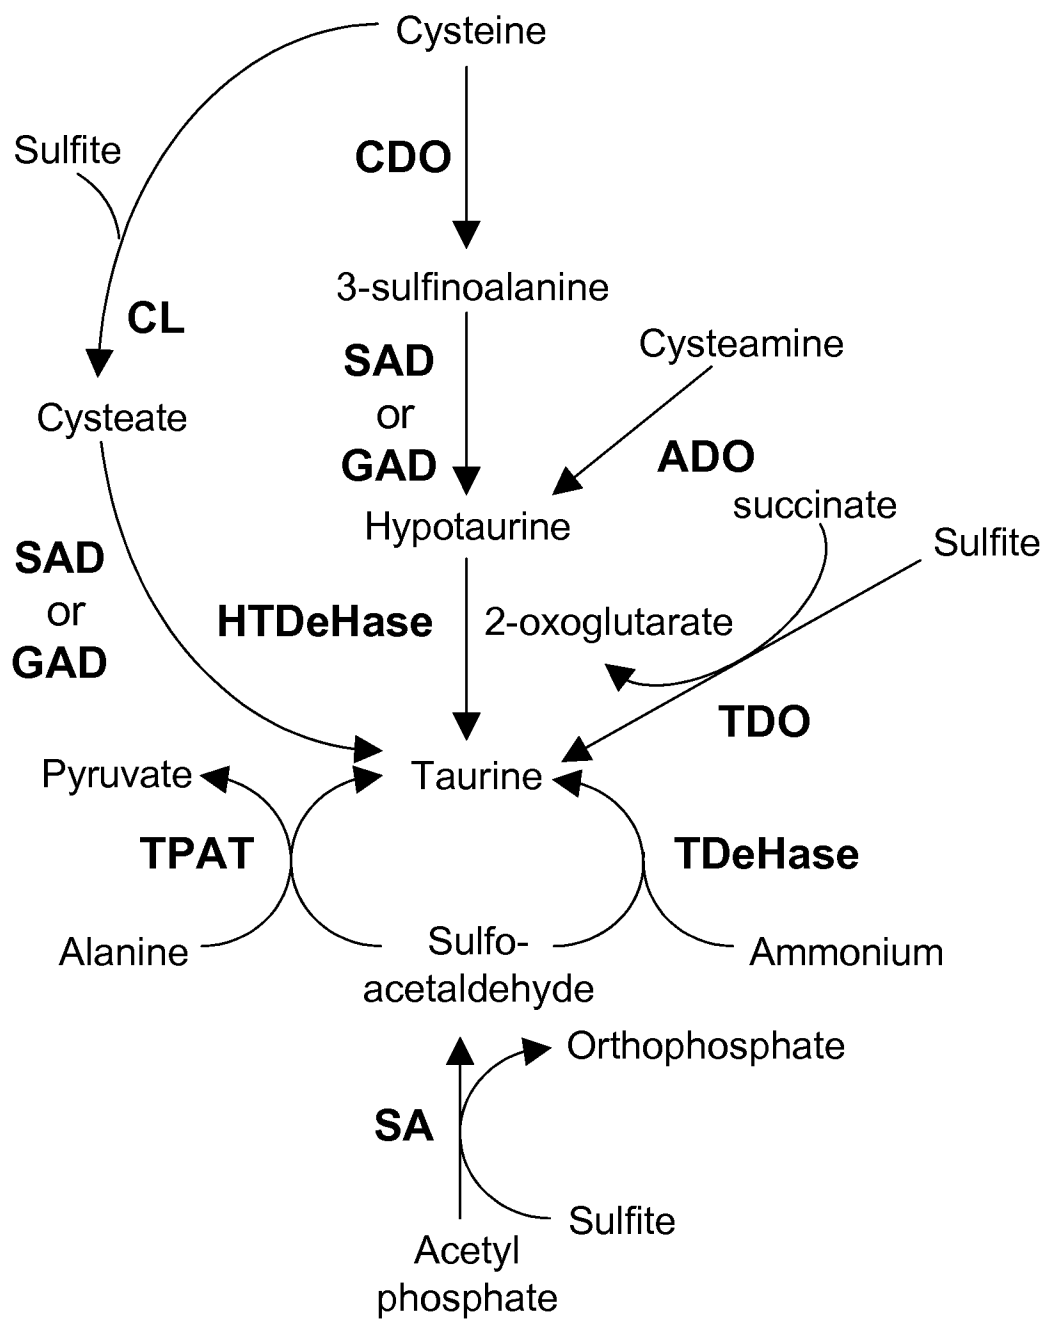 Cysteine
Sulfite
CDO
3-sulfinoalanine
CL
Cysteamine
SAD
or
GAD
Cysteate
ADO
succinate
Hypotaurine
Sulfite
SAD
or
GAD
HTDeHase
2-oxoglutarate
TDO
Pyruvate
Taurine
TPAT
TDeHase
Alanine
Sulfo-
acetaldehyde
Ammonium
Orthophosphate
SA
Sulfite
Acetyl
phosphate